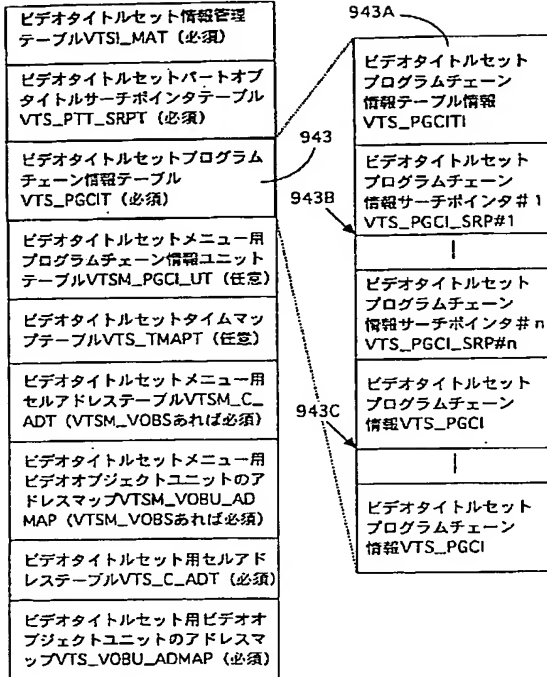 ビデオタイトルセット情報管理
テーブルVTSI_MAT（必須）
ビデオタイトルセットパートオブ
タイトルサーチポインタテーブル
VTS_PTT_SRPT（必須）
ビデオタイトルセットプログラム
チェーン情報テーブル
VTS_PGCIT（必須）
ビデオタイトルセットメニュー用
プログラムチェーン情報ユニット
テーブルVTSM_PGCI_UT（任意）
ビデオタイトルセットタイムマッ
プテーブルVTS_TMAPT（任意）
ビデオタイトルセットメニュー用
セルアドレステーブルVTSM_C_
ADT（VTSM_VOBSあれば必須）
ビデオタイトルセットメニュー用
ビデオオブジェクトユニットのア
ドレスマップVTSM_VOBU_AD
MAP（VTSM_VOBSあれば必須）
ビデオタイトルセット用セルアド
レステーブルVTS_C_ADT（必須）
ビデオタイトルセット用ビデオオ
ブジェクトユニットのアドレスマ
ップVTS_VOBU_ADMAP（必須）
943
943A
ビデオタイトルセット
プログラムチェーン
情報テーブル情報
VTS_PGCITI
943B
ビデオタイトルセット
プログラムチェーン
情報サーチポインタ＃1
VTS_PGCI_SRP#1
ビデオタイトルセット
プログラムチェーン
情報サーチポインタ＃n
VTS_PGCI_SRP#n
943C
ビデオタイトルセット
プログラムチェーン
情報VTS_PGCI
ビデオタイトルセット
プログラムチェーン
情報VTS_PGCI